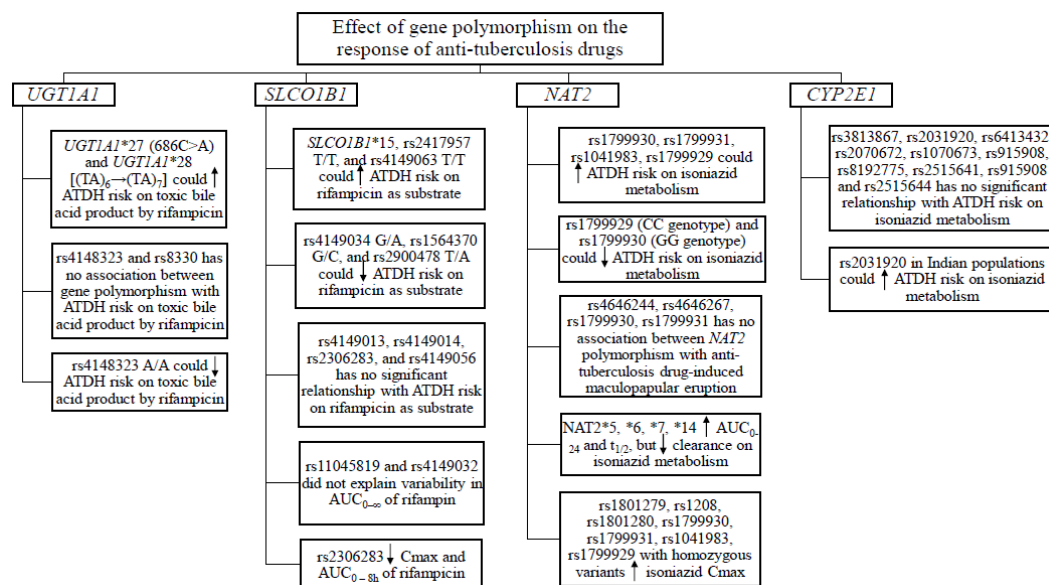 Effect of gene polymorphism on the
response of anti-tuberculosis drugs
UGT1A1
UGT1A1*27 (686C>A)
and UGT1A1*28
[(TA)₆→(TA)₇] could ↑
ATDH risk on toxic bile
acid product by rifampicin
rs4148323 and rs8330 has
no association between
gene polymorphism with
ATDH risk on toxic bile
acid product by rifampicin
rs4148323 A/A could ↓
ATDH risk on toxic bile
product by rifampicin
SLCO1B1
SLCO1B1*15, rs2417957
T/T, and rs4149063 T/T
could ↑ ATDH risk on
rifampicin as substrate
rs4149034 G/A, rs1564370
G/C, and rs2900478 T/A
could ↓ ATDH risk on
rifampicin as substrate
rs4149013, rs4149014,
rs2306283, and rs4149056
has no significant
relationship with ATDH risk
on rifampicin as substrate
rs11045819 and rs4149032
did not explain variability in
AUC₀₋∞ of rifampin
rs2306283 ↓ Cmax and
AUC₀ ₋ ₈ₕ of rifampicin
NAT2
rs1799930, rs1799931,
rs1041983, rs1799929 could
↑ ATDH risk on isoniazid
metabolism
rs1799929 (CC genotype) and
rs1799930 (GG genotype)
could ↓ ATDH risk on
isoniazid metabolism
rs4646244, rs4646267,
rs1799930, rs1799931 has no
association between NAT2
polymorphism with anti-
tuberculosis drug-induced
maculopapular eruption
NAT2*5, *6, *7, *14 ↑ AUC₀₋
₂₄ and t₁/₂, but ↓ clearance on
isoniazid metabolism
rs1801279, rs1208,
rs1801280, rs1799930,
rs1799931, rs1041983,
rs1799929 with homozygous
variants ↑ isoniazid Cmax
CYP2E1
rs3813867, rs2031920, rs6413432,
rs2070672, rs1070673, rs915908,
rs8192775, rs2515641, rs915908
and rs2515644 has no significant
relationship with ATDH risk on
isoniazid metabolism
rs2031920 in Indian populations
could ↑ ATDH risk on isoniazid
metabolism